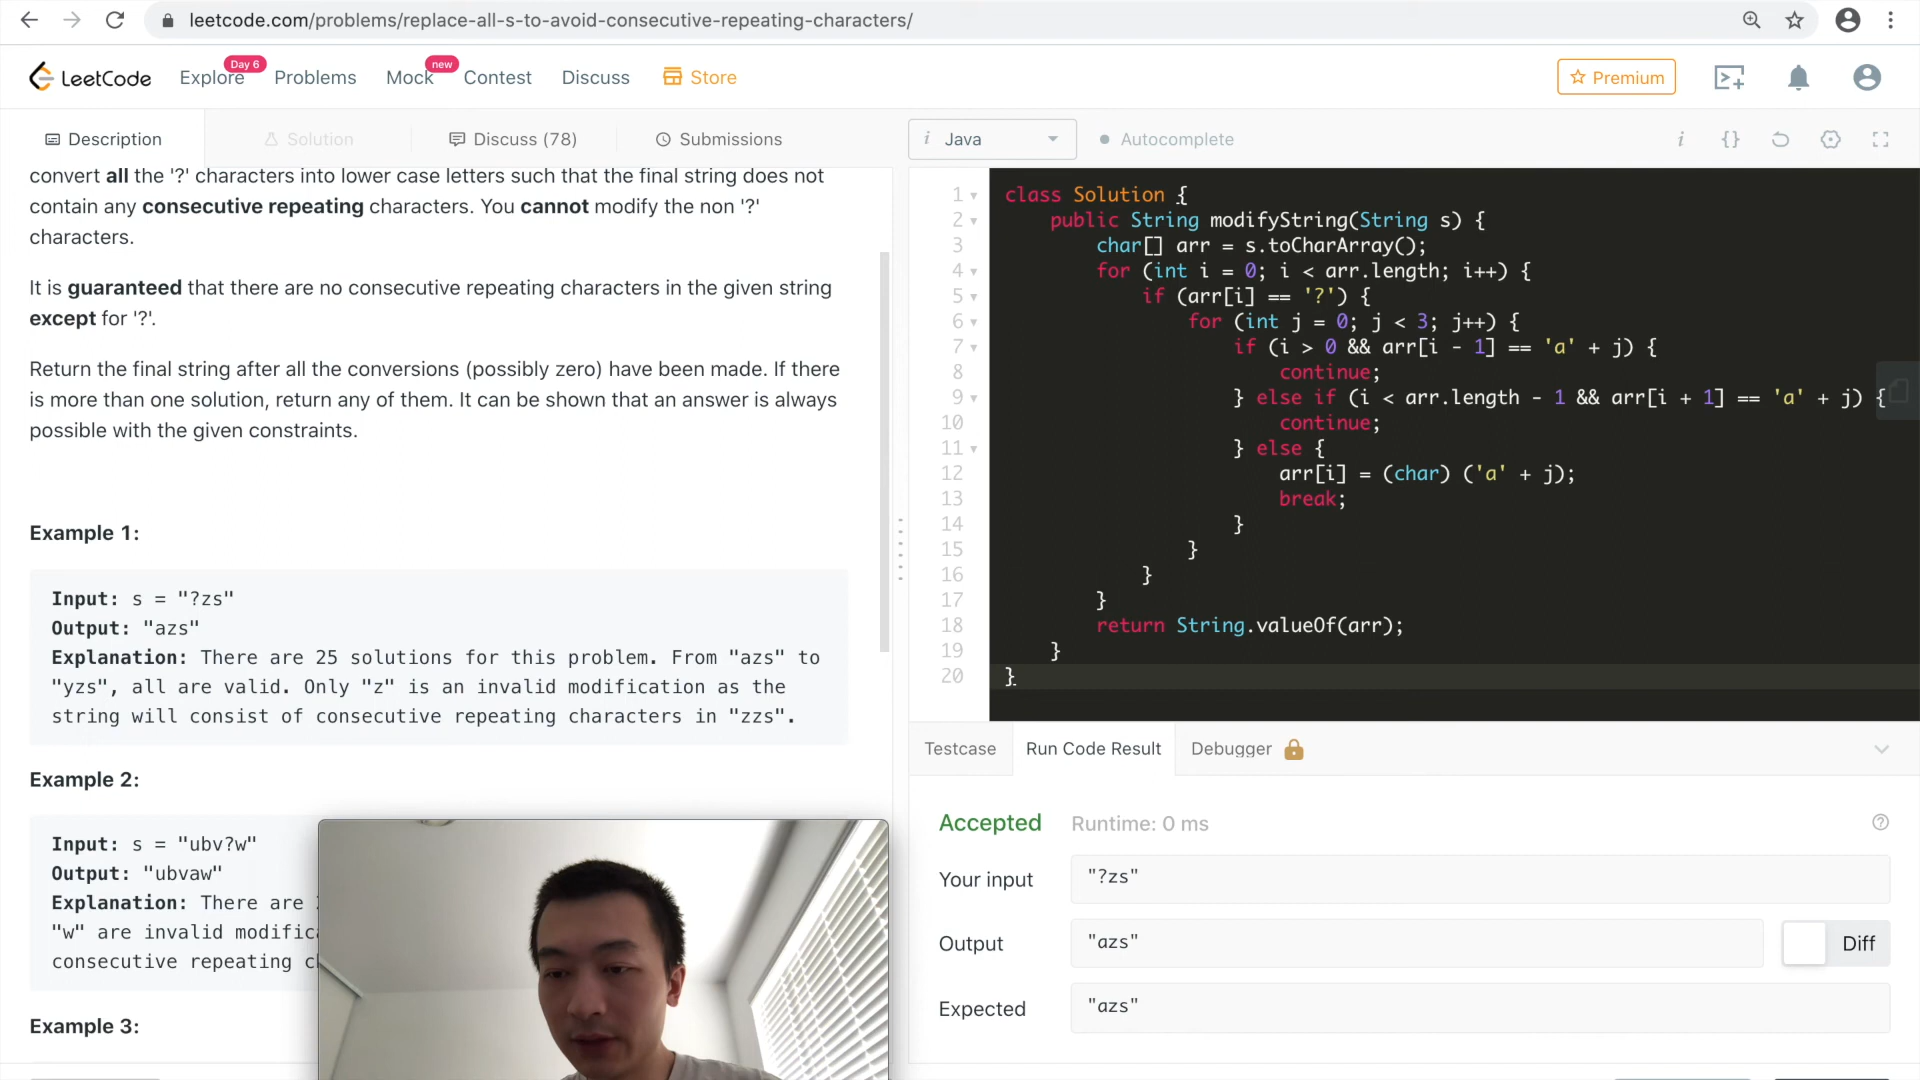 leetcode.com/problems/replace-all-s-to-avoid-consecutive-repeating-characters/
LeetCode
Explore
Day 6
Problems
Mock
new
Contest
Discuss
Store
Premium
Description
Solution
Discuss (78)
Submissions
i Java
Autocomplete
i {}
convert all the '?' characters into lower case letters such that the final string does not
contain any consecutive repeating characters. You cannot modify the non '?'
characters.
It is guaranteed that there are no consecutive repeating characters in the given string
except for '?'.
Return the final string after all the conversions (possibly zero) have been made. If there
is more than one solution, return any of them. It can be shown that an answer is always
possible with the given constraints.
Example 1:
Input: s = "?zs"
Output: "azs"
Explanation: There are 25 solutions for this problem. From "azs" to
"yzs", all are valid. Only "z" is an invalid modification as the
string will consist of consecutive repeating characters in "zzs".
Example 2:
Input: s = "ubv?w"
Output: "ubvaw"
Explanation: There are
"w" are invalid modific
consecutive repeating
Example 3:
1 class Solution {
2 public String modifyString(String s) {
3 char[] arr = s.toCharArray();
4 for (int i = 0; i < arr.length; i++) {
5 if (arr[i] == '?') {
6 for (int j = 0; j < 3; j++) {
7 if (i > 0 && arr[i - 1] == 'a' + j) {
8 continue;
9 } else if (i < arr.length - 1 && arr[i + 1] == 'a' + j) {
10 continue;
11 } else {
12 arr[i] = (char) ('a' + j);
13 break;
14 }
15 }
16 }
17 }
18 return String.valueOf(arr);
19 }
20 }
Testcase
Run Code Result
Debugger
Accepted
Runtime: 0 ms
Your input
"?zs"
Output
"azs"
Diff
Expected
"azs"